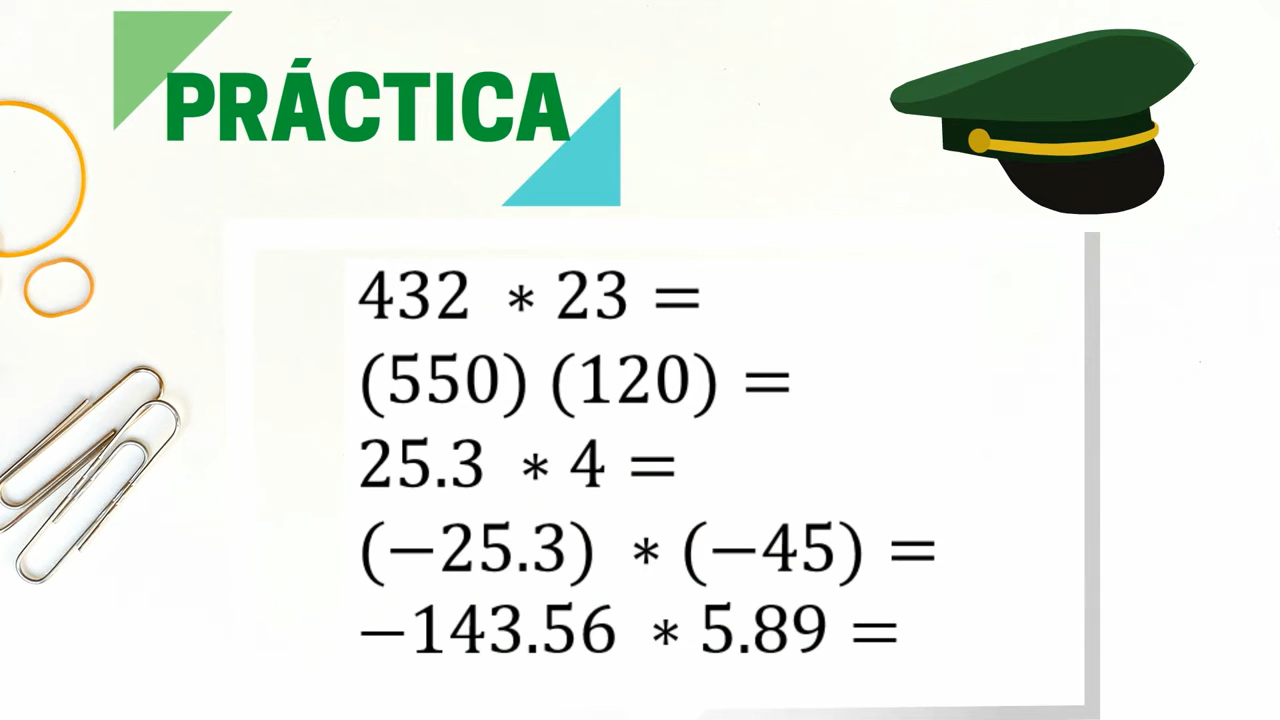 PRÁCTICA
432 * 23 =
(550) (120) =
25.3 * 4 =
(−25.3) * (−45) =
−143.56 * 5.89 =